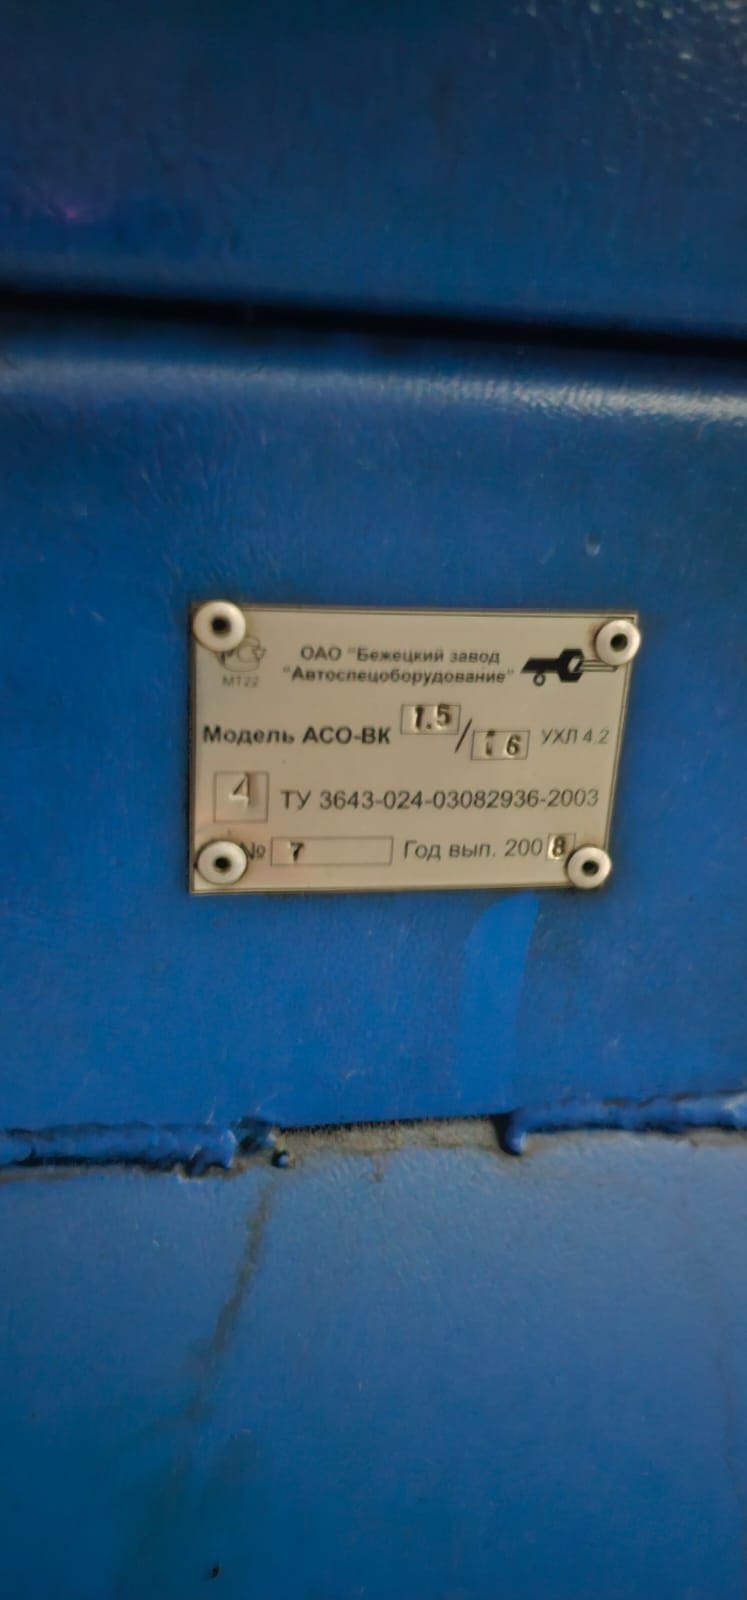 ОАО "Бежецкий завод
"Автоспецоборудование"
МТ22
Модель АСО-ВК 1.5/16 УХЛ 4.2
4 ТУ 3643-024-03082936-2003
№ 7 Год вып. 2008